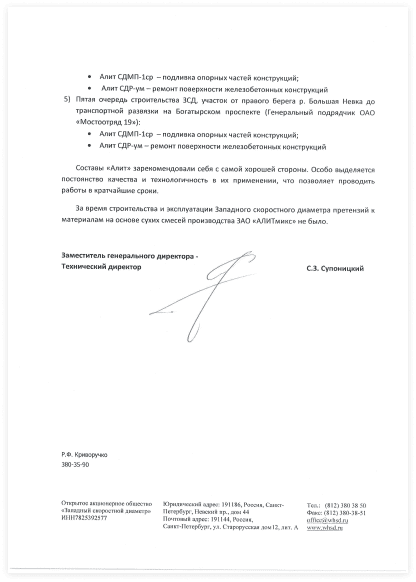 • Алит СДМП-1ср – подливка опорных частей конструкций;
• Алит СДР-ум – ремонт поверхности железобетонных конструкций
5) Пятая очередь строительства ЗСД, участок от правого берега р. Большая Невка до
транспортной развязки на Богатырском проспекте (Генеральный подрядчик ОАО
«Мостоотряд 19»):
• Алит СДМП-1ср – подливка опорных частей конструкций;
• Алит СДР-ум – ремонт поверхности железобетонных конструкций
Составы «Алит» зарекомендовали себя с самой хорошей стороны. Особо выделяется
постоянство качества и технологичность в их применении, что позволяет проводить
работы в кратчайшие сроки.
За время строительства и эксплуатации Западного скоростного диаметра претензий к
материалам на основе сухих смесей производства ЗАО «АЛИТмикс» не было.
Заместитель генерального директора -
Технический директор С.З. Супоницкий
Р.Ф. Криворучко
380-35-90
Открытое акционерное общество
«Западный скоростной диаметр»
ИНН7825392577
Юридический адрес: 191186, Россия, Санкт-
Петербург, Невский пр., дом 44
Почтовый адрес: 191144, Россия,
Санкт-Петербург, ул. Старорусская дом 12, лит. А
Тел.: (812) 380 38 50
Факс: (812) 380-38-51
office@whsd.ru
www.whsd.ru